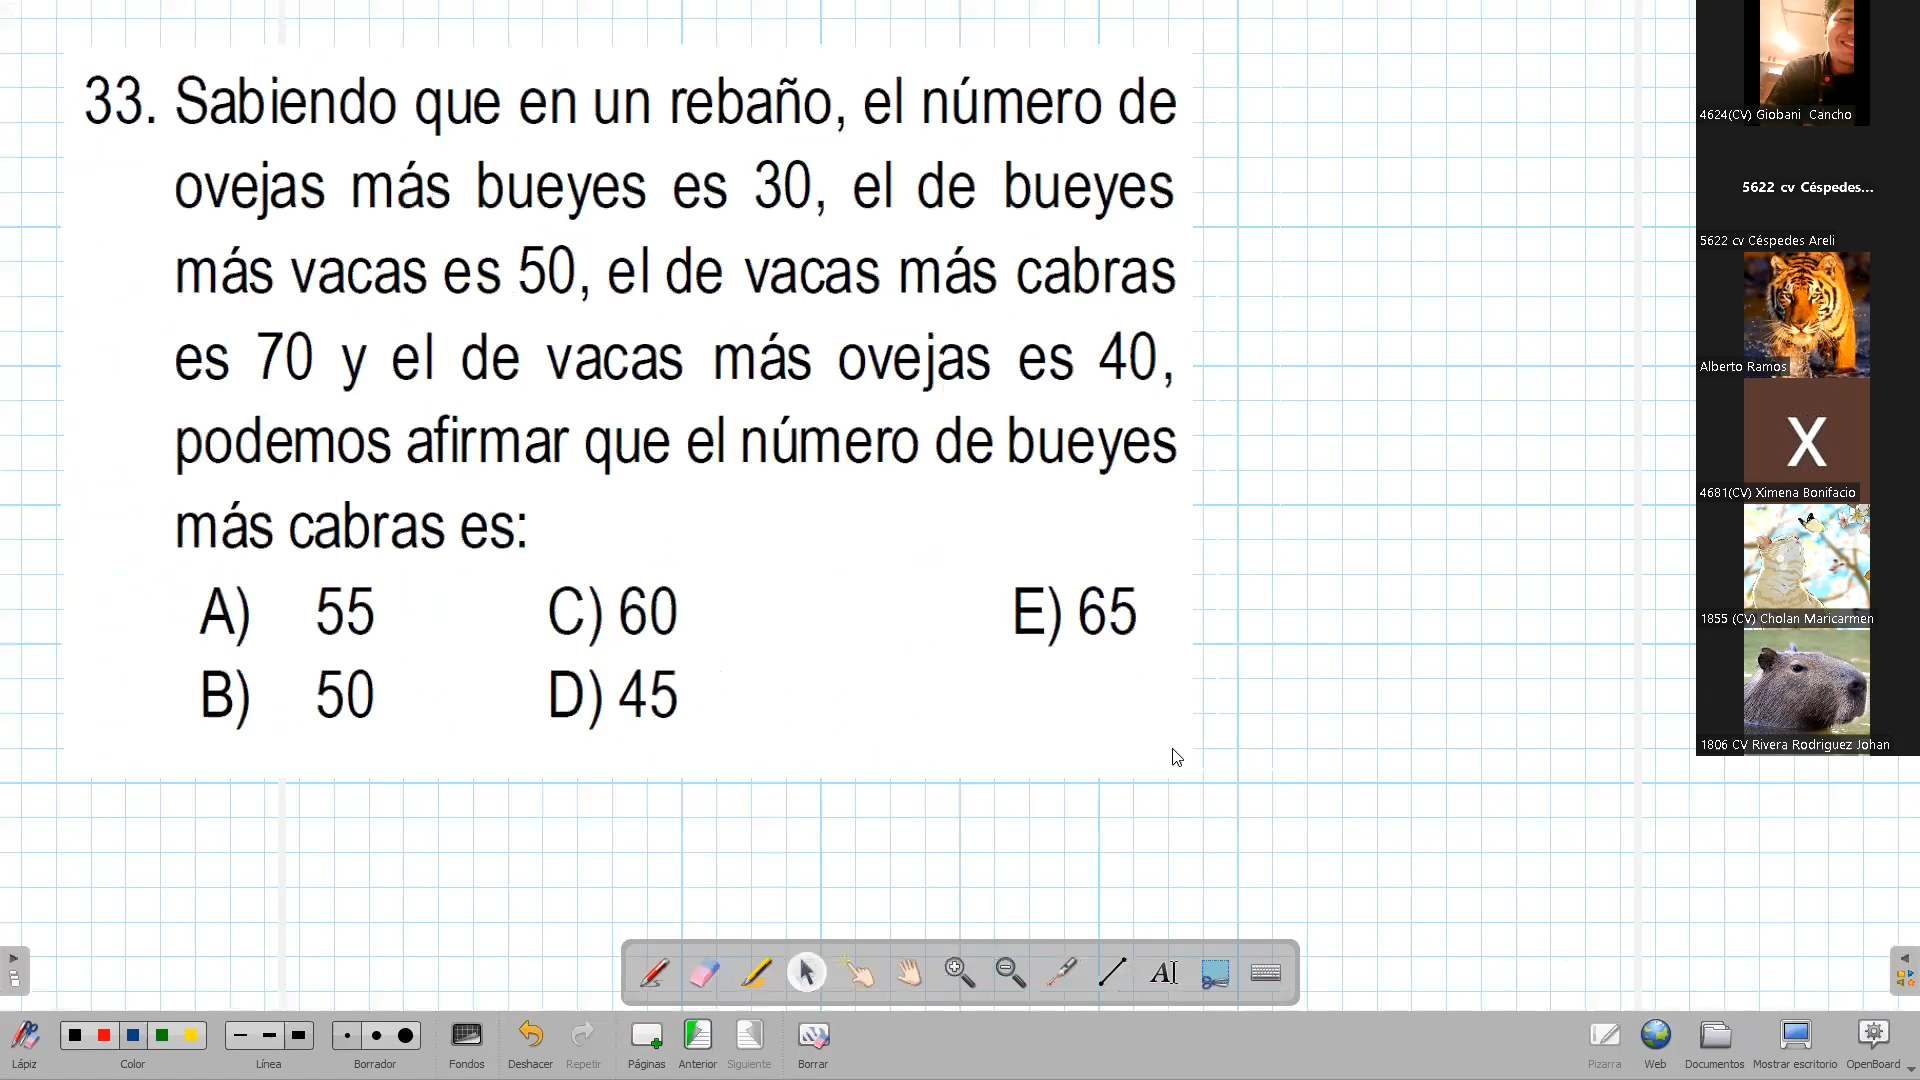 33. Sabiendo que en un rebaño, el número de
ovejas más bueyes es 30, el de bueyes
más vacas es 50, el de vacas más cabras
es 70 y el de vacas más ovejas es 40,
podemos afirmar que el número de bueyes
más cabras es:
A) 55 C) 60 E) 65
B) 50 D) 45
4624(CV) Giobani Cancho
5622 cv Céspedes...
5622 cv Céspedes Areli
Alberto Ramos
X
4681(CV) Ximena Bonifacio
1855 (CV) Cholan Maricarmen
1806 CV Rivera Rodriguez Johan
AI
Lápiz Color Línea Borrador Fondos Deshacer Repetir Páginas Anterior Siguiente Borrar Pizarra Web Documentos Mostrar escritorio OpenBoard